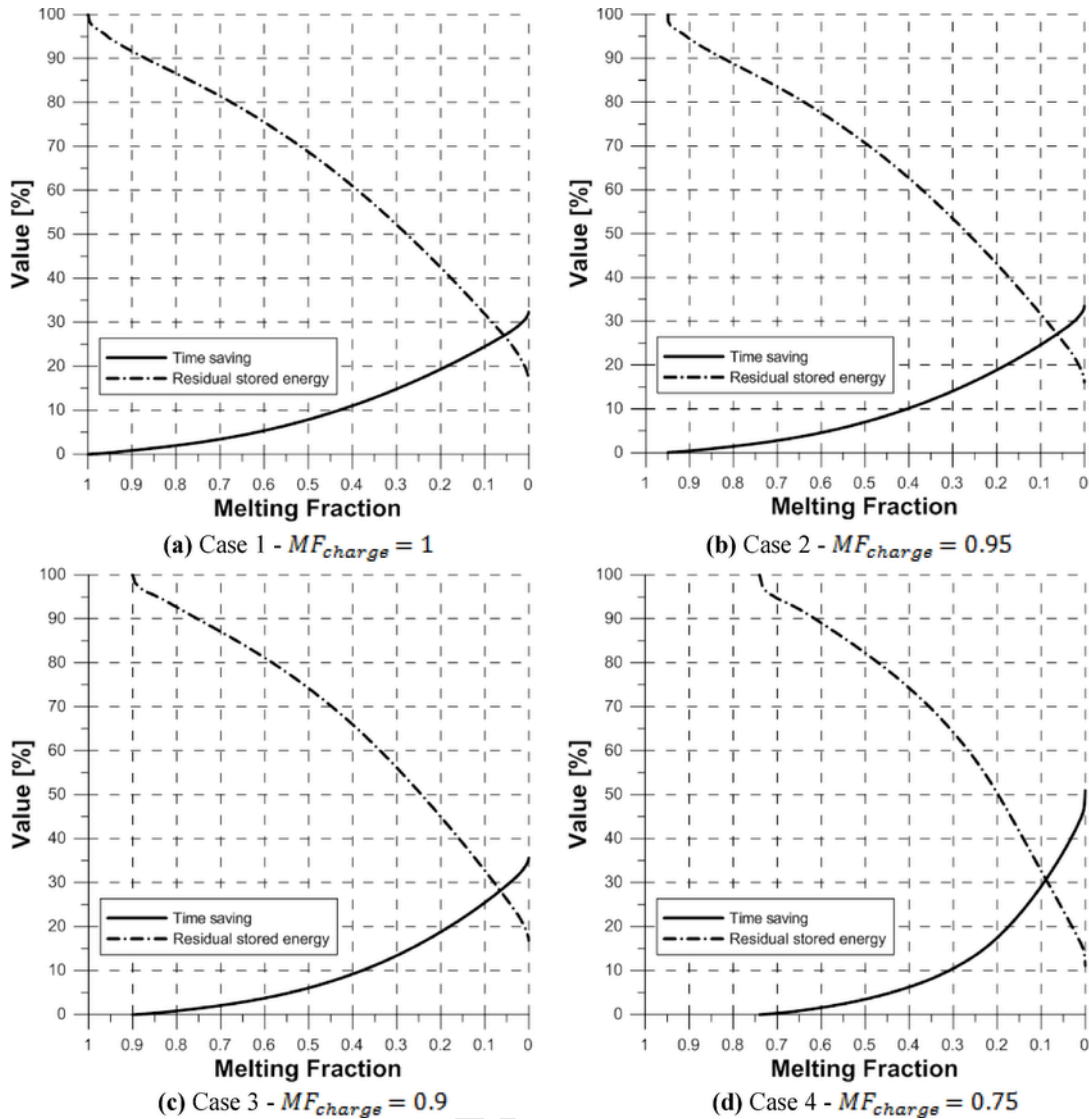 100
90
80
70
60
50
40
30
20
10
0
Value [%]
Time saving
Residual stored energy
1 0.9 0.8 0.7 0.6 0.5 0.4 0.3 0.2 0.1 0
Melting Fraction
(a) Case 1 - MF_charge = 1
100
90
80
70
60
50
40
30
20
10
0
Value [%]
Time saving
Residual stored energy
1 0.9 0.8 0.7 0.6 0.5 0.4 0.3 0.2 0.1 0
Melting Fraction
(b) Case 2 - MF_charge = 0.95
100
90
80
70
60
50
40
30
20
10
0
Value [%]
Time saving
Residual stored energy
1 0.9 0.8 0.7 0.6 0.5 0.4 0.3 0.2 0.1 0
Melting Fraction
(c) Case 3 - MF_charge = 0.9
100
90
80
70
60
50
40
30
20
10
0
Value [%]
Time saving
Residual stored energy
1 0.9 0.8 0.7 0.6 0.5 0.4 0.3 0.2 0.1 0
Melting Fraction
(d) Case 4 - MF_charge = 0.75